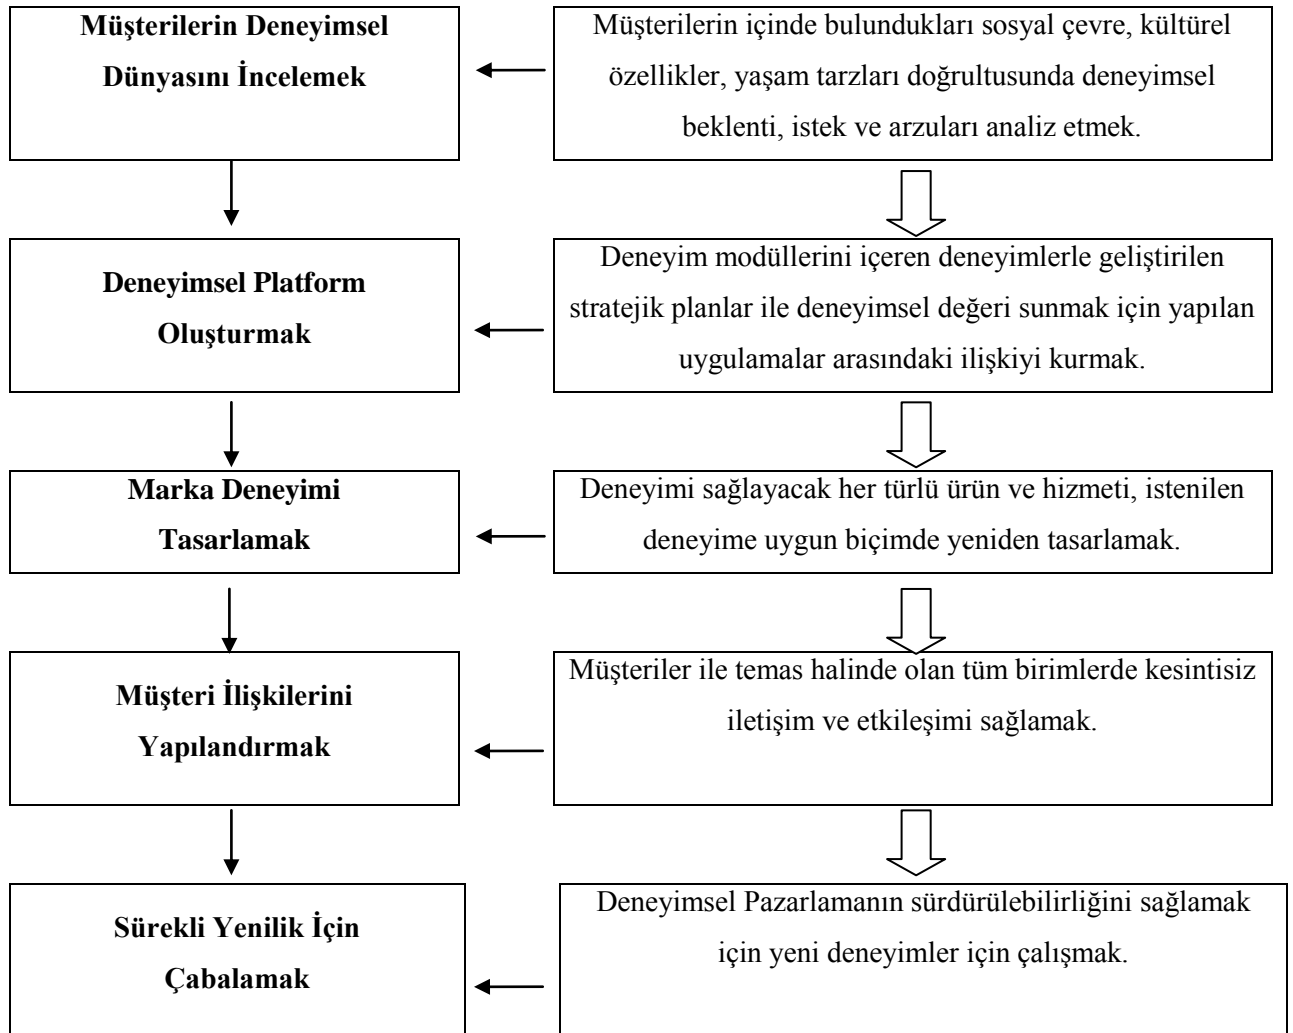 Müşterilerin Deneyimsel
Dünyasını İncelemek
Müşterilerin içinde bulundukları sosyal çevre, kültürel
özellikler, yaşam tarzları doğrultusunda deneyimsel
beklenti, istek ve arzuları analiz etmek.
Deneyimsel Platform
Oluşturmak
Deneyim modüllerini içeren deneyimlerle geliştirilen
stratejik planlar ile deneyimsel değeri sunmak için yapılan
uygulamalar arasındaki ilişkiyi kurmak.
Marka Deneyimi
Tasarlamak
Deneyimi sağlayacak her türlü ürün ve hizmeti, istenilen
deneyime uygun biçimde yeniden tasarlamak.
Müşteri İlişkilerini
Yapılandırmak
Müşteriler ile temas halinde olan tüm birimlerde kesintisiz
iletişim ve etkileşimi sağlamak.
Sürekli Yenilik İçin
Çabalamak
Deneyimsel Pazarlamanın sürdürülebilirliğini sağlamak
için yeni deneyimler için çalışmak.